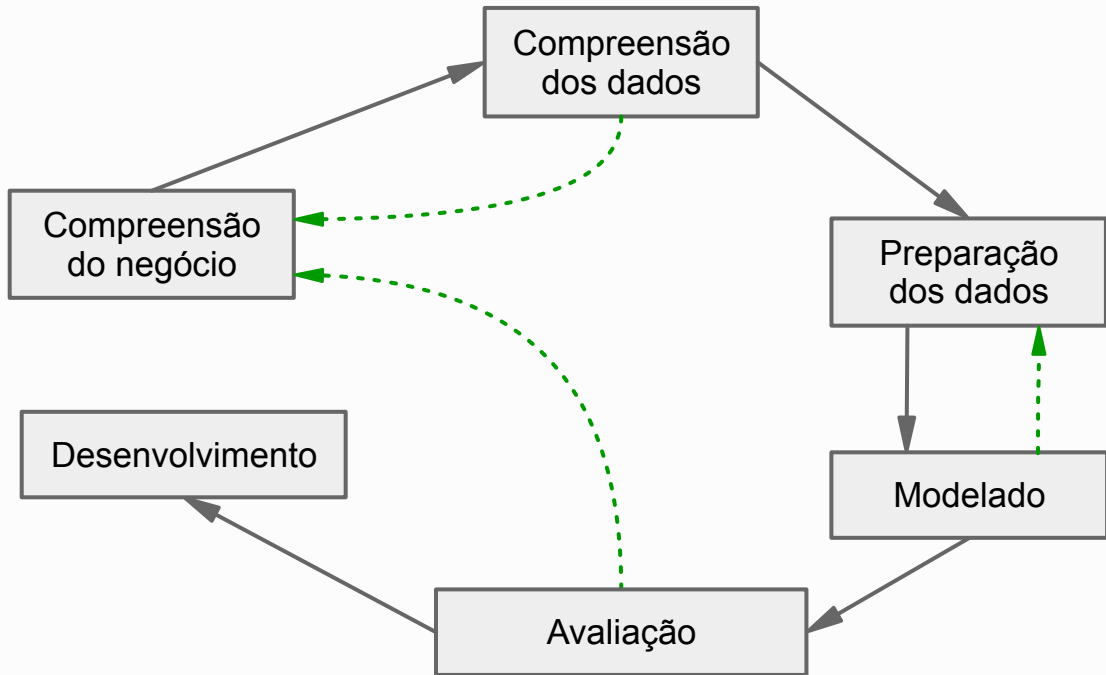 Compreensão
dos dados
Compreensão
do negócio
Preparação
dos dados
Desenvolvimento
Modelado
Avaliação